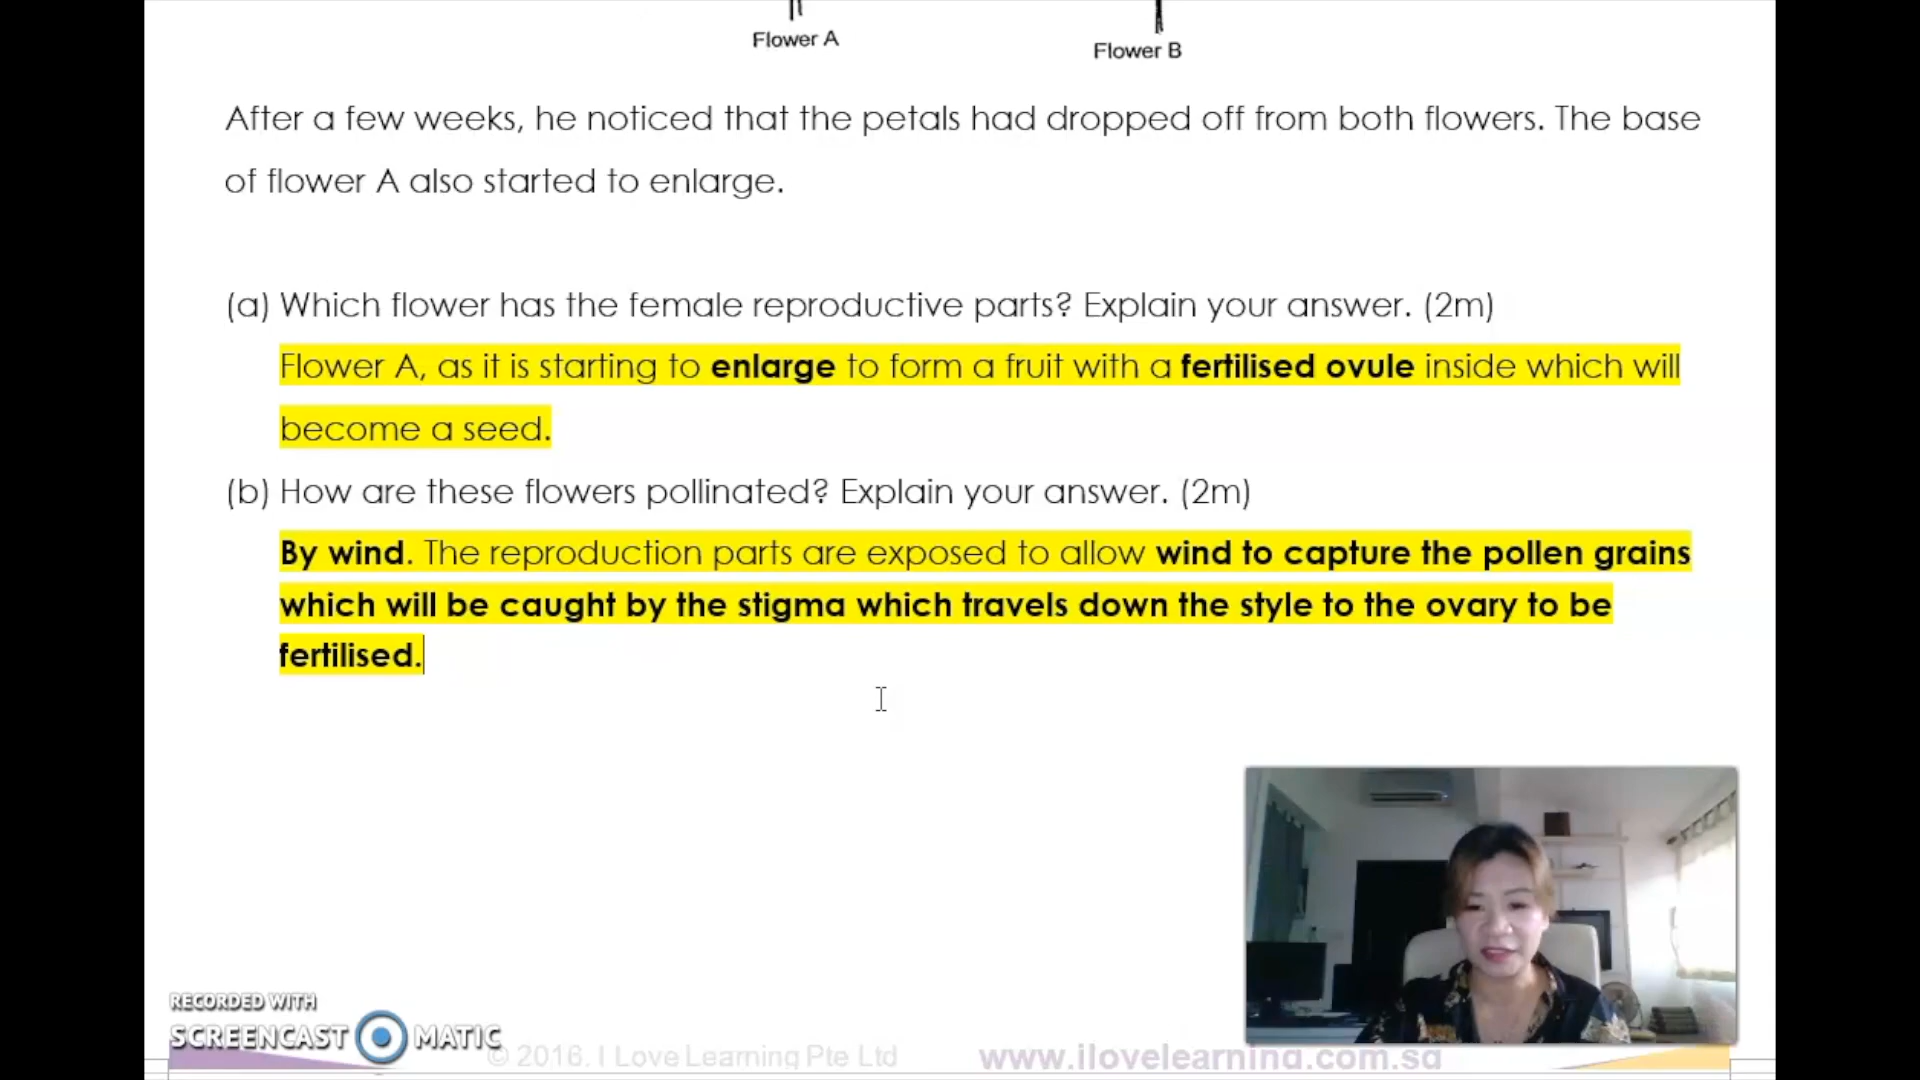 Flower A
Flower B
After a few weeks, he noticed that the petals had dropped off from both flowers. The base
of flower A also started to enlarge.
(a) Which flower has the female reproductive parts? Explain your answer. (2m)
Flower A, as it is starting to enlarge to form a fruit with a fertilised ovule inside which will
become a seed.
(b) How are these flowers pollinated? Explain your answer. (2m)
By wind. The reproduction parts are exposed to allow wind to capture the pollen grains
which will be caught by the stigma which travels down the style to the ovary to be
fertilised.
RECORDED WITH
SCREENCAST MATIC
© 2016. I Love Learning Pte Ltd
www.ilovelearning.com.sg